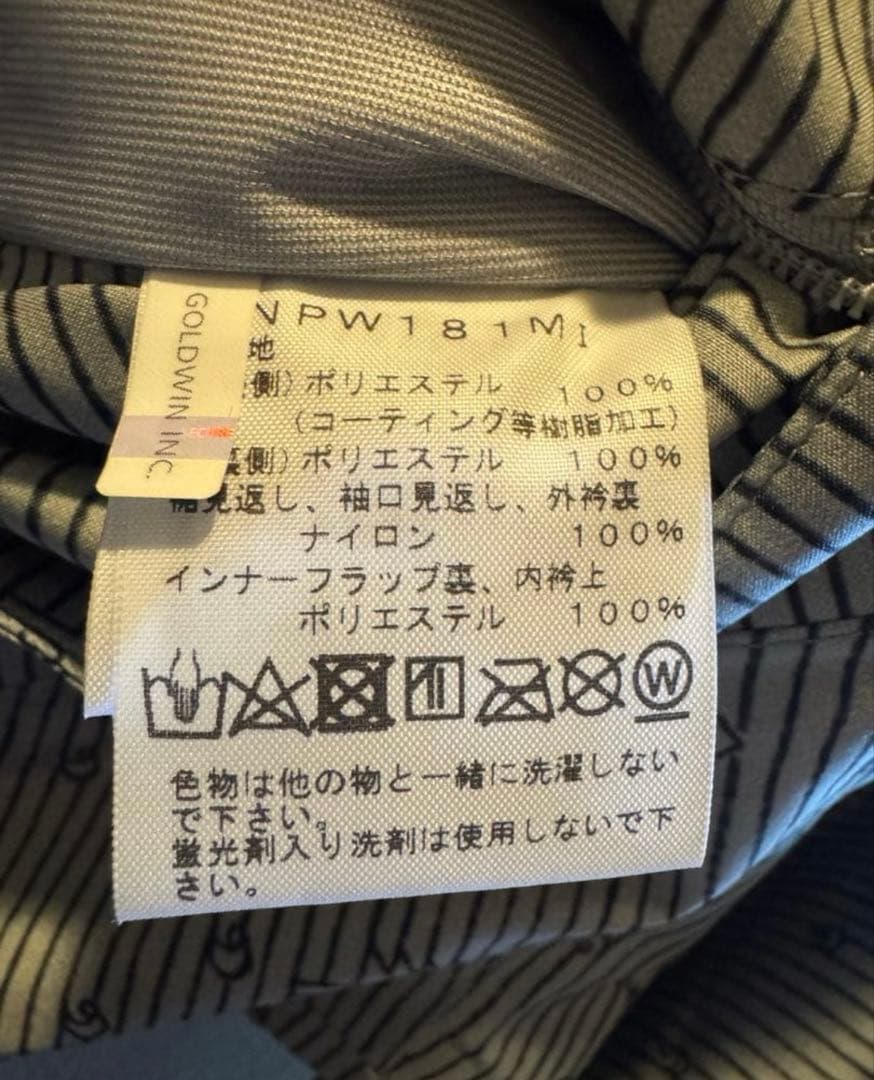 GOLDWIN INC.
NPW181MI
地
側)ポリエステル 100%
(コーティング等樹脂加工)
裏側)ポリエステル 100%
裾見返し、袖口見返し、外衿裏
ナイロン 100%
インナーフラップ裏、内衿上
ポリエステル 100%
W
色物は他の物と一緒に洗濯しない
で下さい。
蛍光剤入り洗剤は使用しないで下
さい。